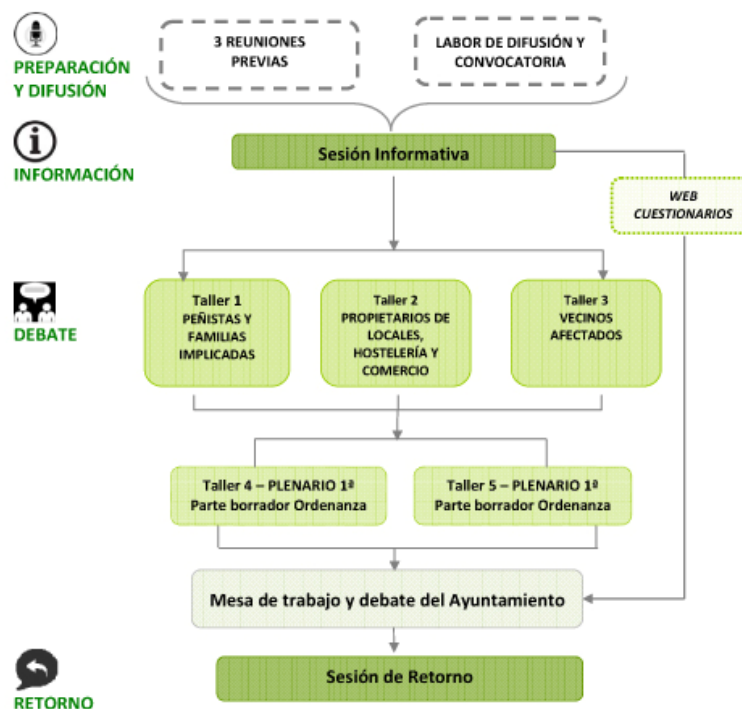 PREPARACIÓN
Y DIFUSIÓN
3 REUNIONES
PREVIAS
LABOR DE DIFUSIÓN Y
CONVOCATORIA
INFORMACIÓN
Sesión Informativa
WEB
CUESTIONARIOS
DEBATE
Taller 1
PEÑISTAS Y
FAMILIAS
IMPLICADAS
Taller 2
PROPIETARIOS DE
LOCALES,
HOSTELERÍA Y
COMERCIO
Taller 3
VECINOS
AFECTADOS
Taller 4 – PLENARIO 1ª
Parte borrador Ordenanza
Taller 5 – PLENARIO 1ª
Parte borrador Ordenanza
Mesa de trabajo y debate del Ayuntamiento
Sesión de Retorno
RETORNO